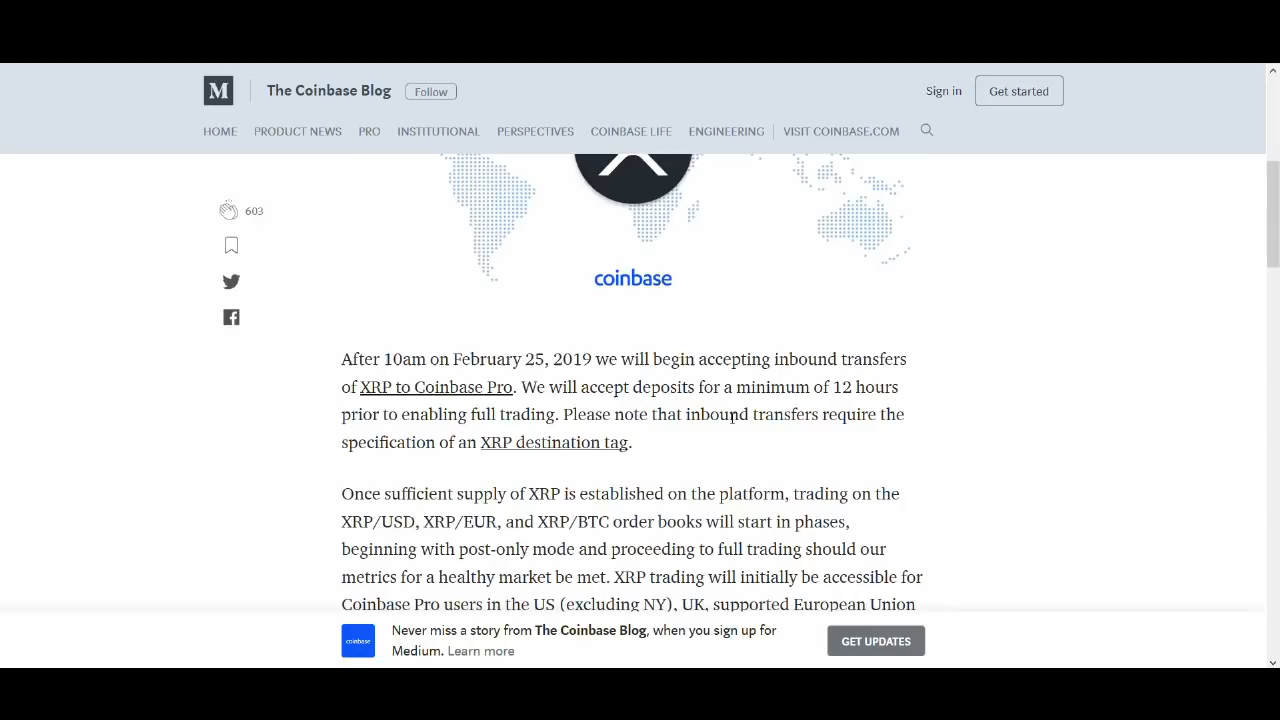 M
The Coinbase Blog
Follow
Sign in
Get started
HOME PRODUCT NEWS PRO INSTITUTIONAL PERSPECTIVES COINBASE LIFE ENGINEERING VISIT COINBASE.COM
603
coinbase
After 10am on February 25, 2019 we will begin accepting inbound transfers
of XRP to Coinbase Pro. We will accept deposits for a minimum of 12 hours
prior to enabling full trading. Please note that inbound transfers require the
specification of an XRP destination tag.
Once sufficient supply of XRP is established on the platform, trading on the
XRP/USD, XRP/EUR, and XRP/BTC order books will start in phases,
beginning with post-only mode and proceeding to full trading should our
metrics for a healthy market be met. XRP trading will initially be accessible for
Coinbase Pro users in the US (excluding NY), UK, supported European Union
coinbase
Never miss a story from The Coinbase Blog, when you sign up for
Medium. Learn more
GET UPDATES